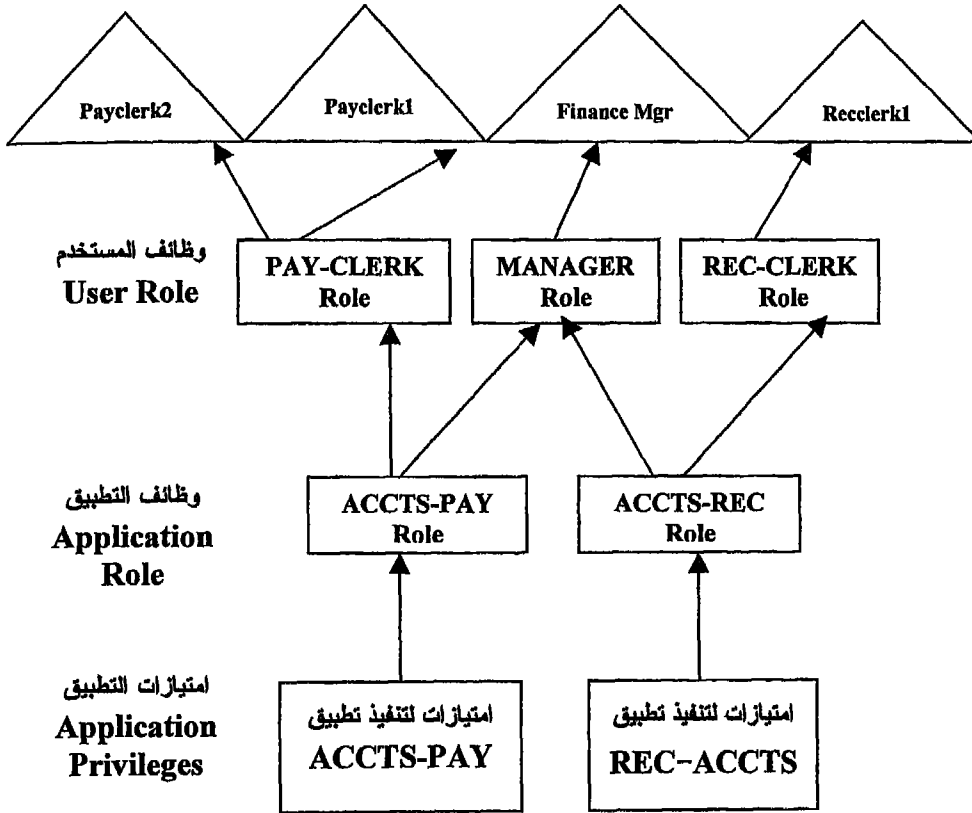 Payclerk2
Payclerk1
Finance Mgr
Recclerk1
وظائف المستخدم
User Role
PAY-CLERK
Role
MANAGER
Role
REC-CLERK
Role
وظائف التطبيق
Application
Role
ACCTS-PAY
Role
ACCTS-REC
Role
امتيازات التطبيق
Application
Privileges
امتيازات لتنفيذ تطبيق
ACCTS-PAY
امتيازات لتنفيذ تطبيق
REC-ACCTS